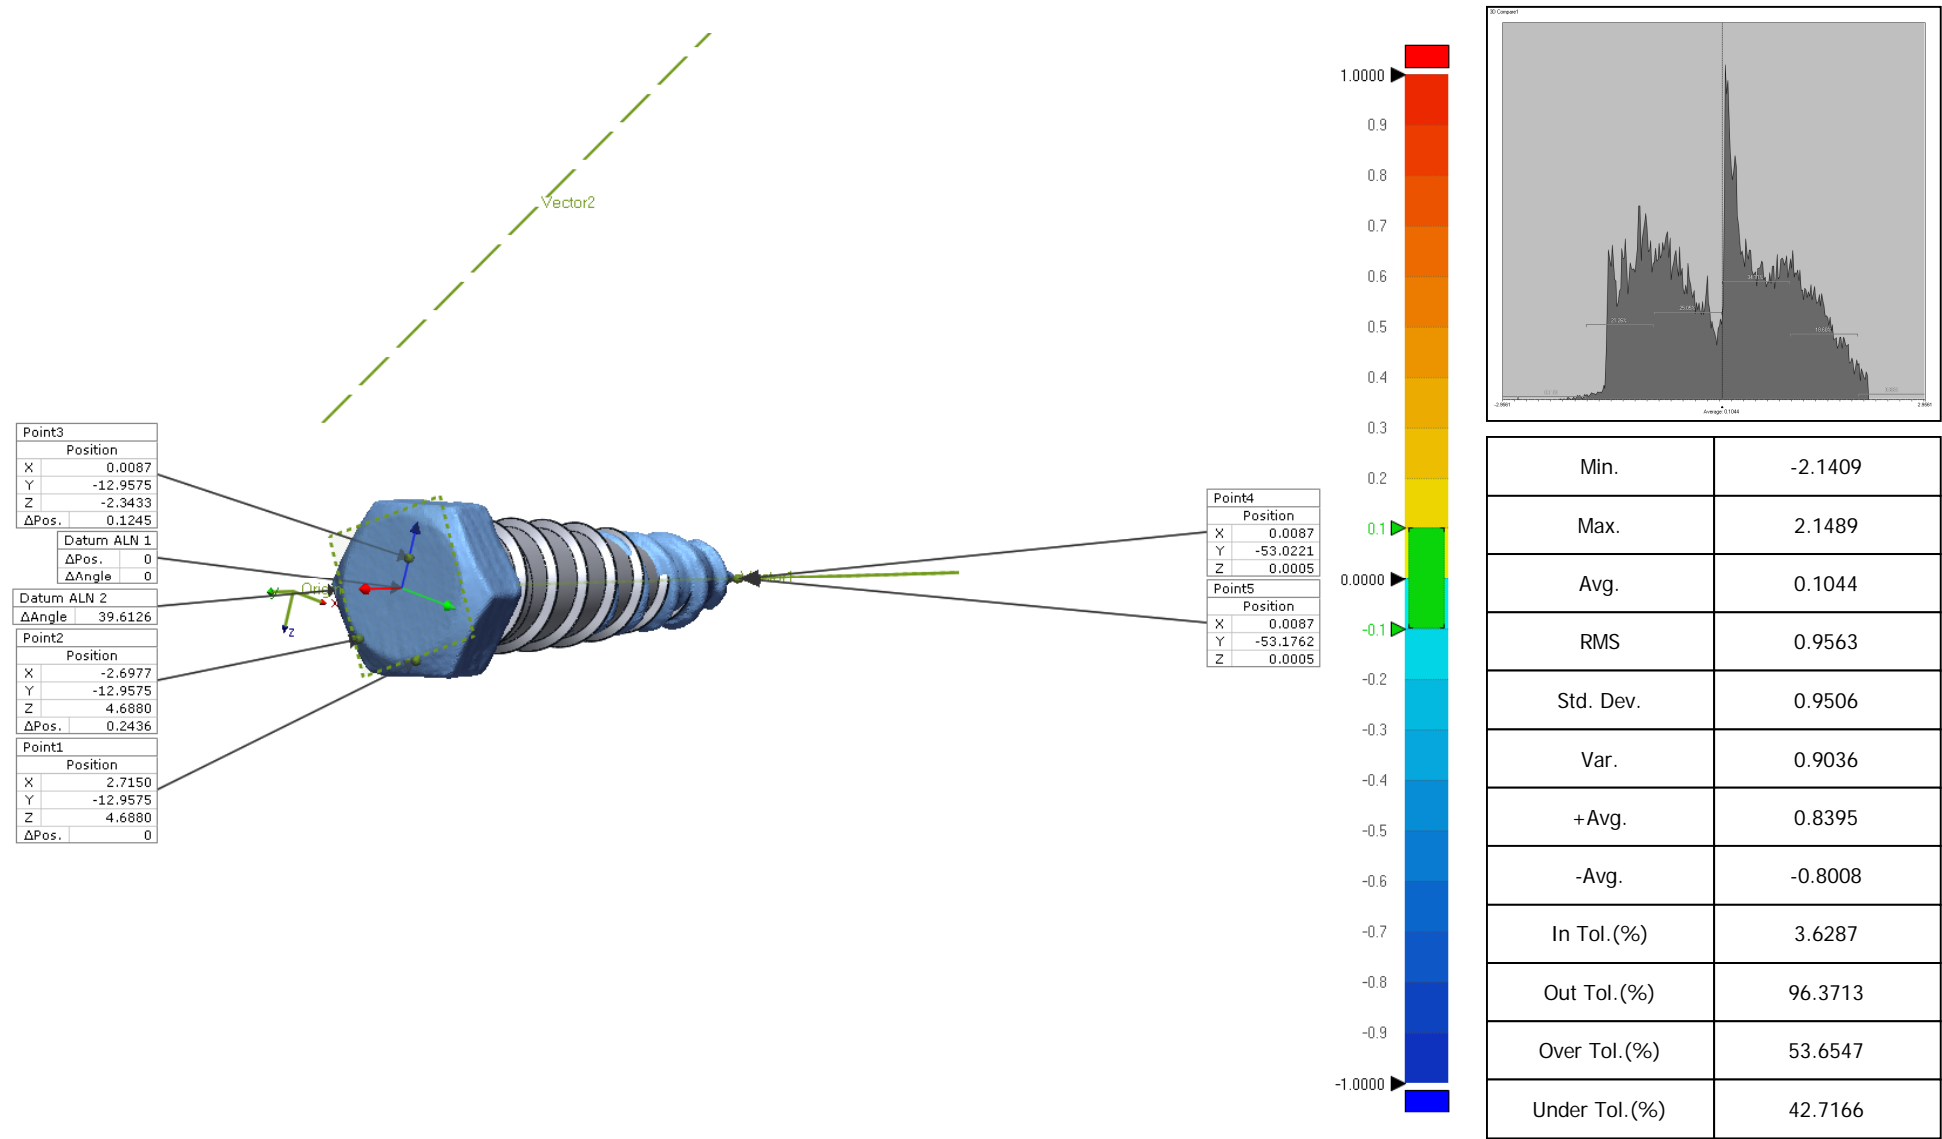 Vector2
Point3
Position
X 0.0087
Y -12.9575
Z -2.3433
ΔPos. 0.1245
Datum ALN 1
ΔPos. 0
ΔAngle 0
Datum ALN 2
ΔAngle 39.6126
Point2
Position
X -2.6977
Y -12.9575
Z 4.6880
ΔPos. 0.2436
Point1
Position
X 2.7150
Y -12.9575
Z 4.6880
ΔPos. 0
X
Z
Point4
Position
X 0.0087
Y -53.0221
Z 0.0005
Point5
Position
X 0.0087
Y -53.1762
Z 0.0005
1.0000
0.9
0.8
0.7
0.6
0.5
0.4
0.3
0.2
0.1
0.0000
-0.1
-0.2
-0.3
-0.4
-0.5
-0.6
-0.7
-0.8
-0.9
-1.0000
3D Compare1
Average: 0.1044
Min. -2.1409
Max. 2.1489
Avg. 0.1044
RMS 0.9563
Std. Dev. 0.9506
Var. 0.9036
+Avg. 0.8395
-Avg. -0.8008
In Tol.(%) 3.6287
Out Tol.(%) 96.3713
Over Tol.(%) 53.6547
Under Tol.(%) 42.7166